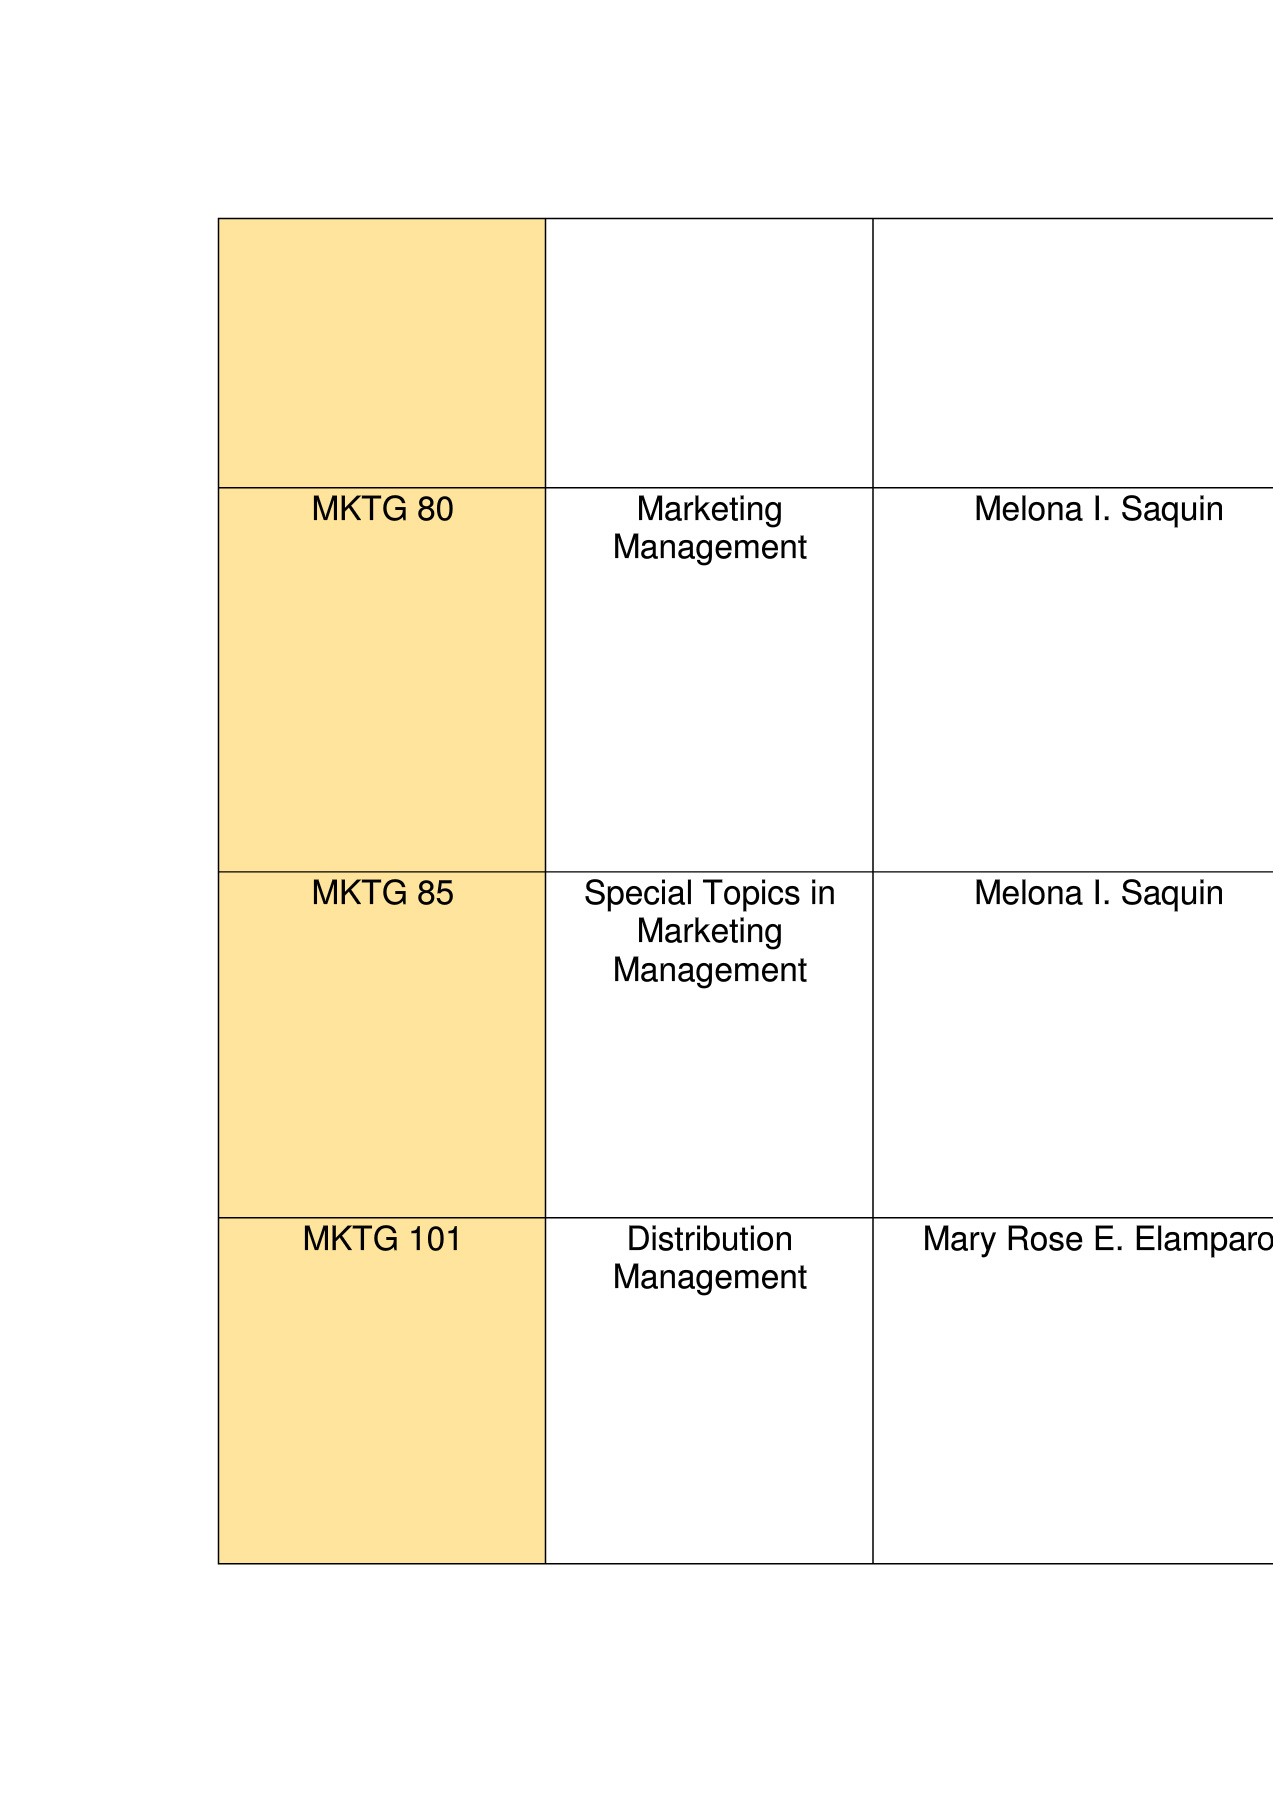 MKTG 80
Marketing
Management
Melona I. Saquin
MKTG 85
Special Topics in
Marketing
Management
Melona I. Saquin
MKTG 101
Distribution
Management
Mary Rose E. Elamparo